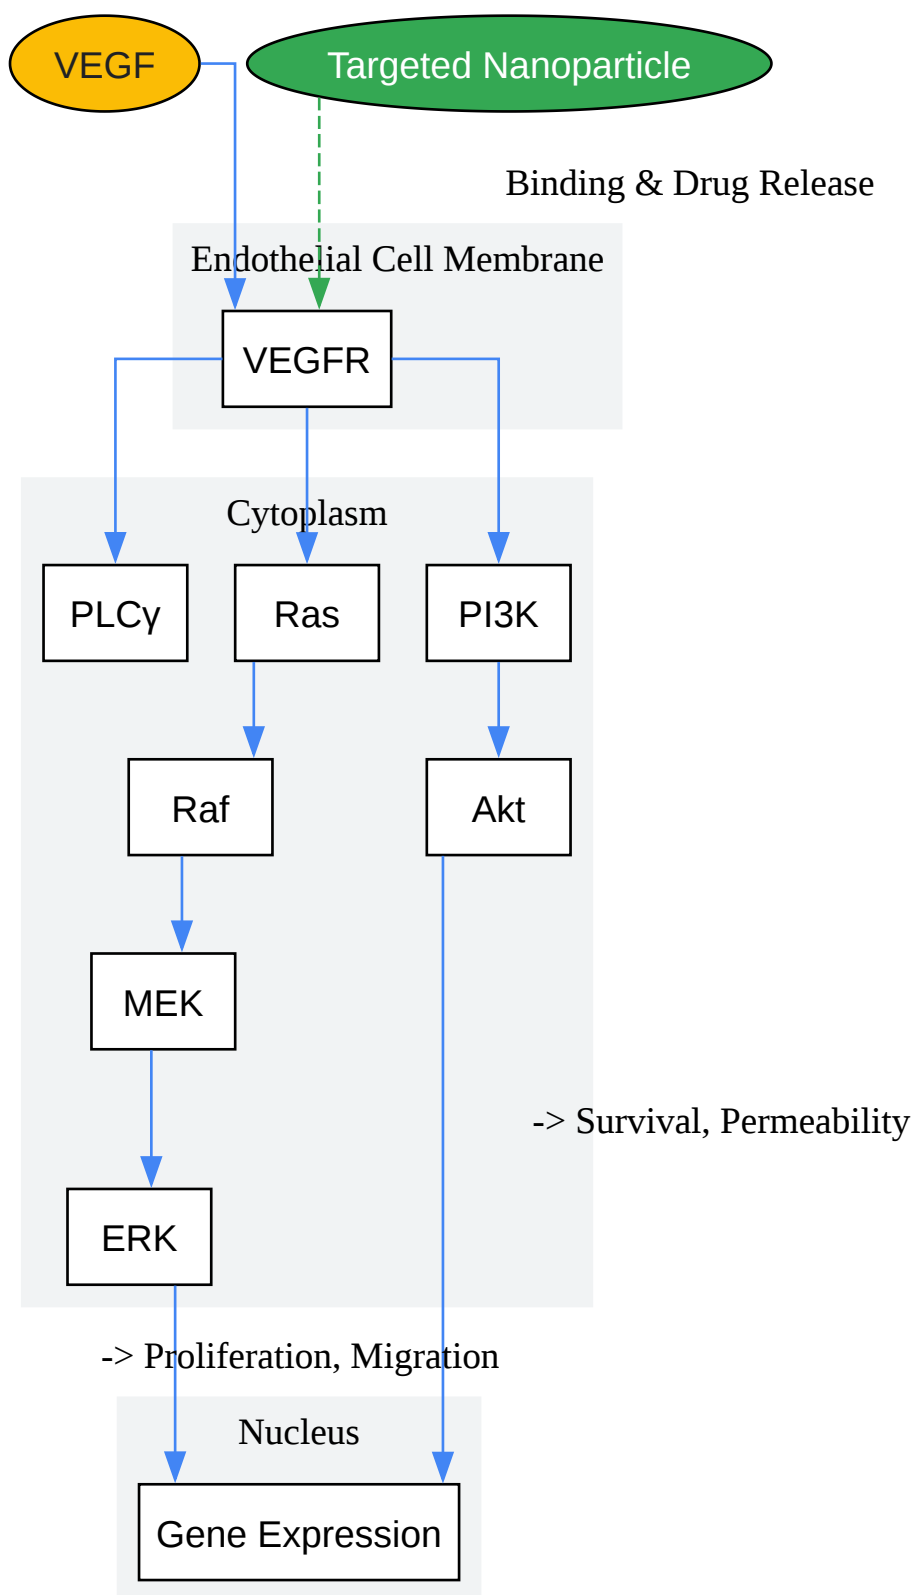 VEGF
Targeted Nanoparticle
Binding & Drug Release
Endothelial Cell Membrane
VEGFR
Cytoplasm
PLCγ
Ras
PI3K
Raf
Akt
MEK
-> Survival, Permeability
ERK
-> Proliferation, Migration
Nucleus
Gene Expression